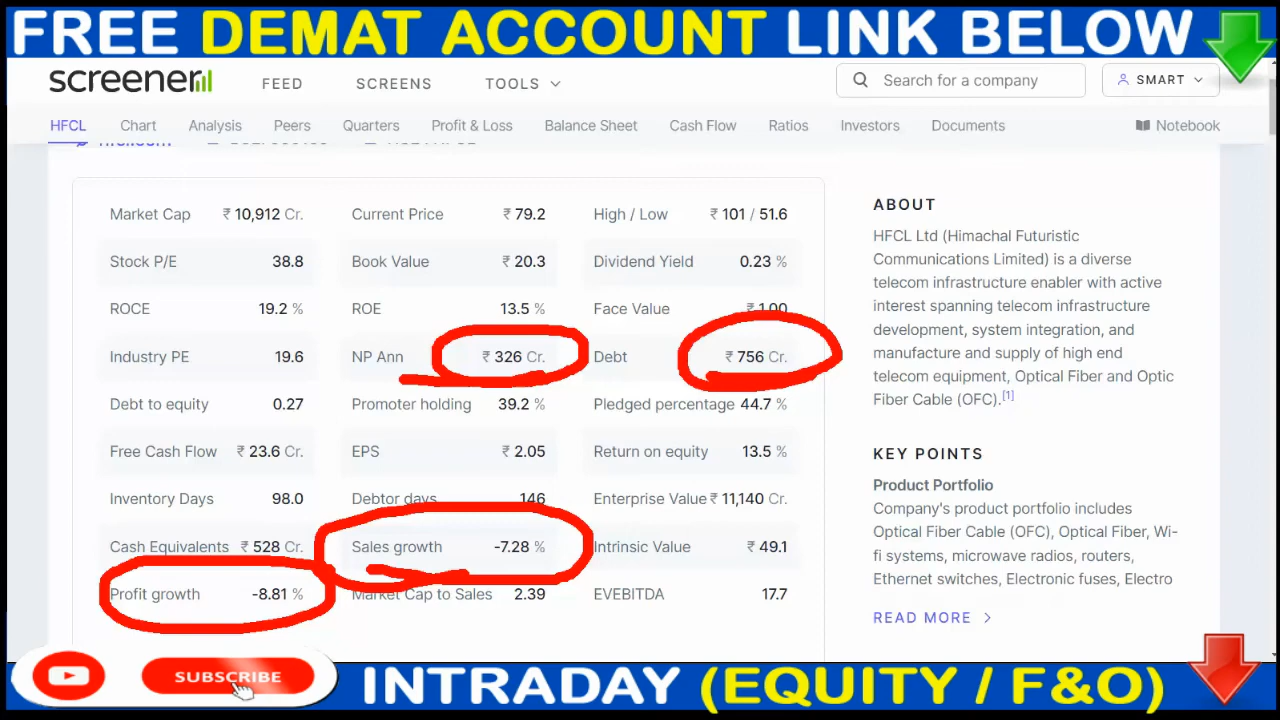 FREE DEMAT ACCOUNT LINK BELOW
screener
FEED SCREENS TOOLS
Search for a company
SMART
HFCL Chart Analysis Peers Quarters Profit & Loss Balance Sheet Cash Flow Ratios Investors Documents Notebook
Market Cap ₹ 10,912 Cr. Current Price ₹ 79.2 High / Low ₹ 101 / 51.6
Stock P/E 38.8 Book Value ₹ 20.3 Dividend Yield 0.23 %
ROCE 19.2 % ROE 13.5 % Face Value ₹ 1.00
Industry PE 19.6 NP Ann ₹ 326 Cr. Debt ₹ 756 Cr.
Debt to equity 0.27 Promoter holding 39.2 % Pledged percentage 44.7 %
Free Cash Flow ₹ 23.6 Cr. EPS ₹ 2.05 Return on equity 13.5 %
Inventory Days 98.0 Debtor days 146 Enterprise Value ₹ 11,140 Cr.
Cash Equivalents ₹ 528 Cr. Sales growth -7.28 % Intrinsic Value ₹ 49.1
Profit growth -8.81 % Market Cap to Sales 2.39 EVEBITDA 17.7
ABOUT
HFCL Ltd (Himachal Futuristic
Communications Limited) is a diverse
telecom infrastructure enabler with active
interest spanning telecom infrastructure
development, system integration, and
manufacture and supply of high end
telecom equipment, Optical Fiber and Optic
Fiber Cable (OFC).[1]
KEY POINTS
Product Portfolio
Company's product portfolio includes
Optical Fiber Cable (OFC), Optical Fiber, Wi-
fi systems, microwave radios, routers,
Ethernet switches, Electronic fuses, Electro
READ MORE
SUBSCRIBE
INTRADAY (EQUITY / F&O)